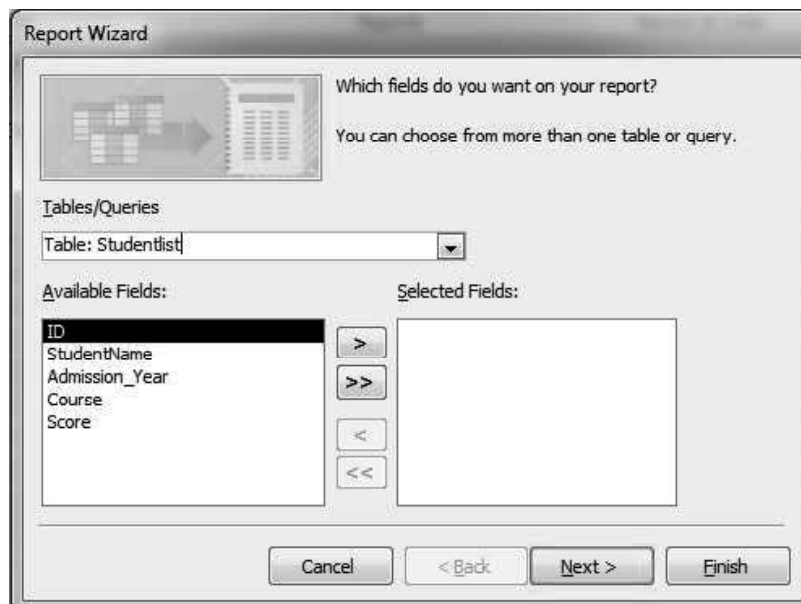 Report Wizard
Which fields do you want on your report?
You can choose from more than one table or query.
Tables/Queries
Table: Studentlist
Available Fields:
Selected Fields:
ID
StudentName
Admission_Year
Course
Score
>
>>
<
<<
Cancel
< Back
Next >
Finish